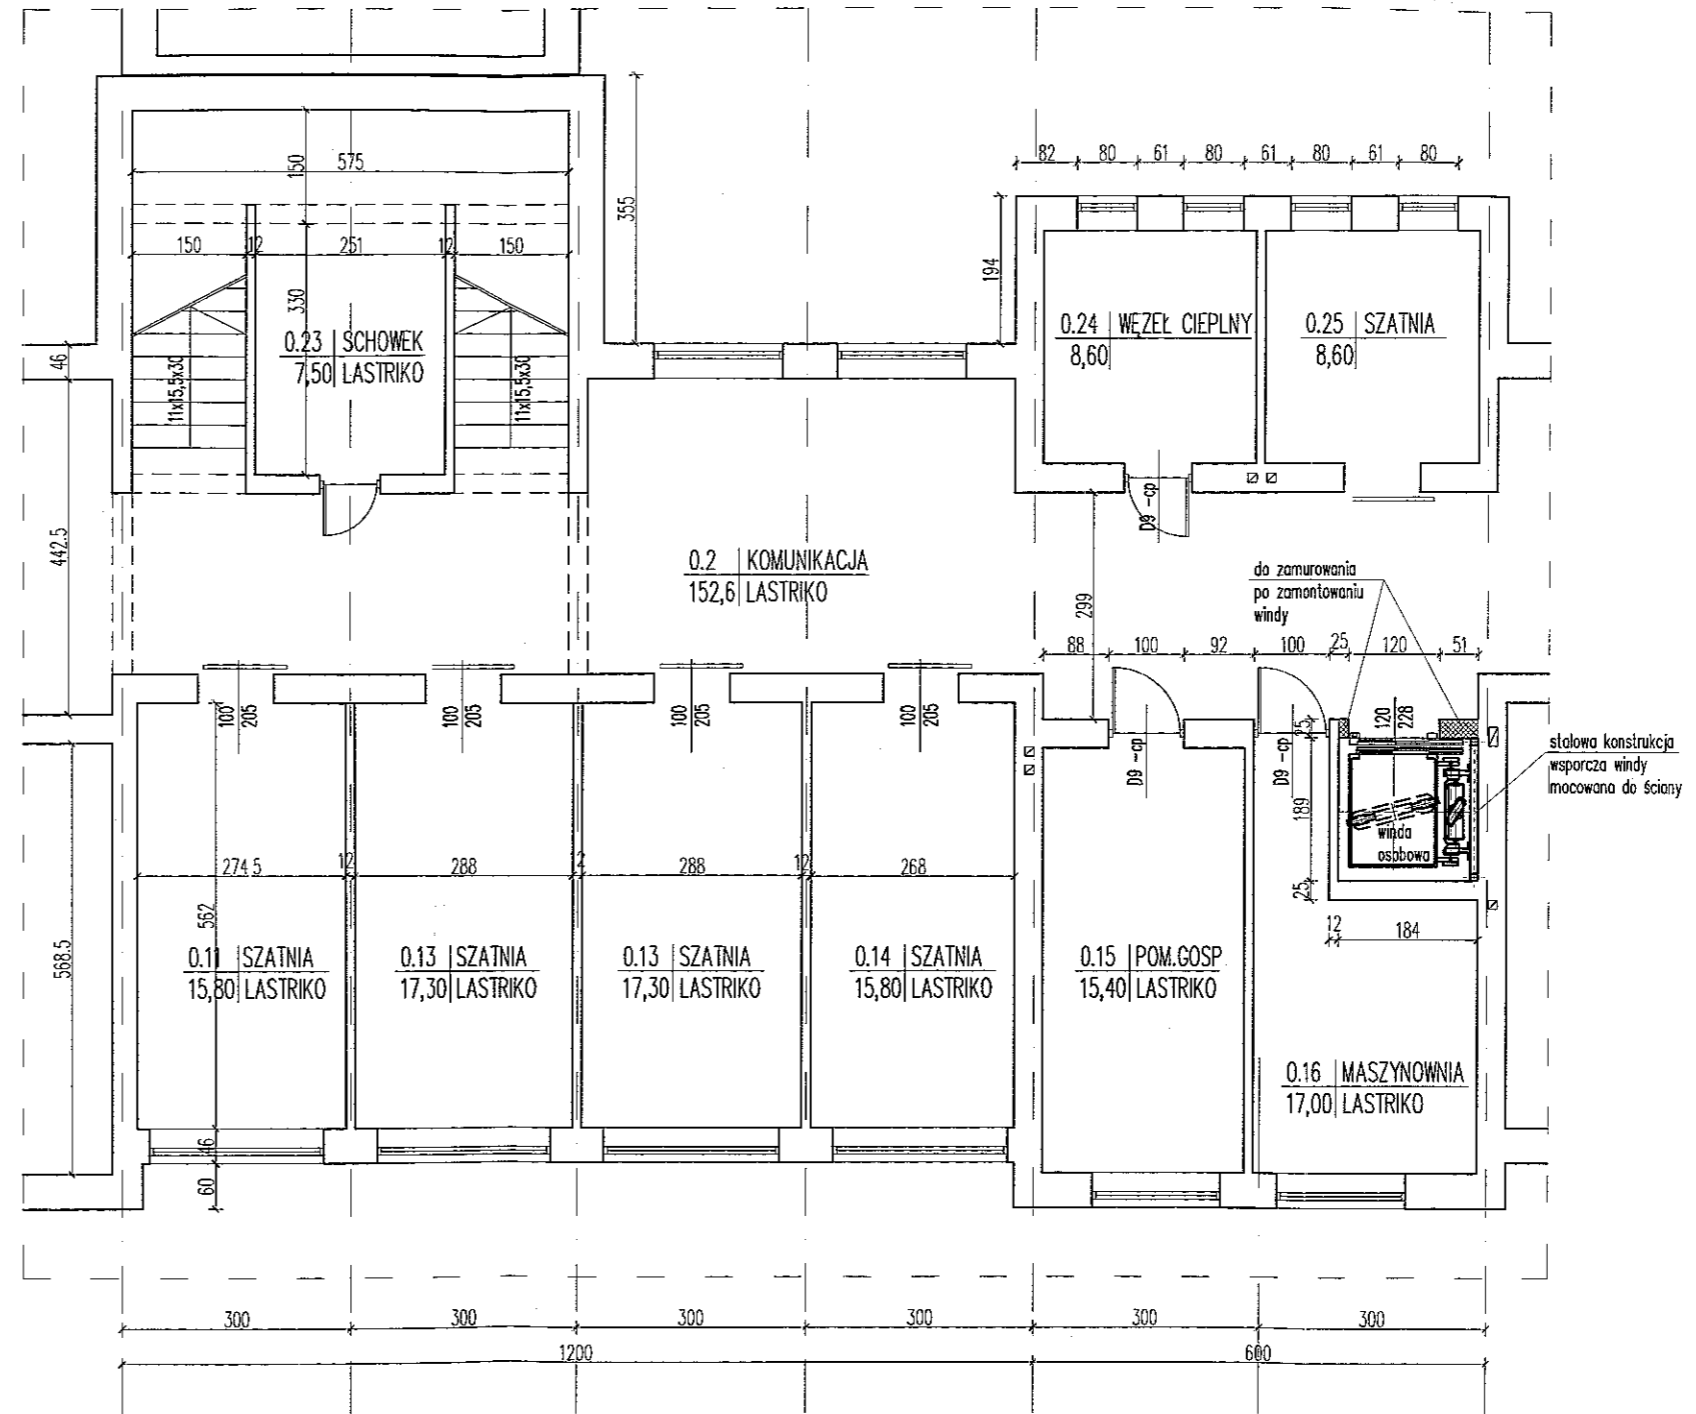 82 80 61 80 61 80 61 80
575
150
355
150 12 251 12 150
194
330
0.24 WĘZEŁ CIEPLNY
8,60
0.25 SZATNIA
8,60
0.23 SCHOWEK
7,50 LASTRIKO
46
11x15,5x30
11x15,5x30
D9 -cp
442.5
0.2 KOMUNIKACJA
152,6 LASTRIKO
do zamurowania
po zamontowaniu
windy
299
88 100 92 100 25 120 51
100
205
100
205
100
205
100
205
120
228
25
D9 -cp
D9 -cp
stalowa konstrukcja
wsporcza windy
mocowana do ściany
189
winda
osobowa
274.5 12 288 2 288 12 268
25
562
12 184
568.5
0.11 SZATNIA
15,80 LASTRIKO
0.13 SZATNIA
17,30 LASTRIKO
0.13 SZATNIA
17,30 LASTRIKO
0.14 SZATNIA
15,80 LASTRIKO
0.15 POM.GOSP
15,40 LASTRIKO
0.16 MASZYNOWNIA
17,00 LASTRIKO
46
60
300 300 300 300 300 300
1200 600